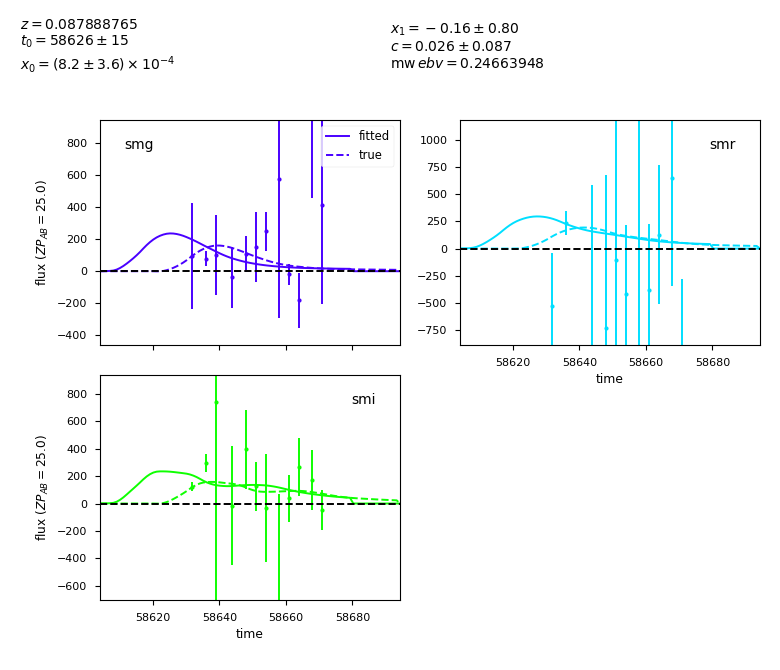 z = 0.087888765
t₀ = 58626 ± 15
x₀ = (8.2 ± 3.6) × 10⁻⁴
x₁ = −0.16 ± 0.80
c = 0.026 ± 0.087
mw ebv = 0.24663948
smg
fitted
true
800
600
400
200
0
−200
−400
flux (ZP_AB = 25.0)
smr
1000
750
500
250
0
−250
−500
−750
58620 58640 58660 58680
time
smi
800
600
400
200
0
−200
−400
−600
flux (ZP_AB = 25.0)
58620 58640 58660 58680
time